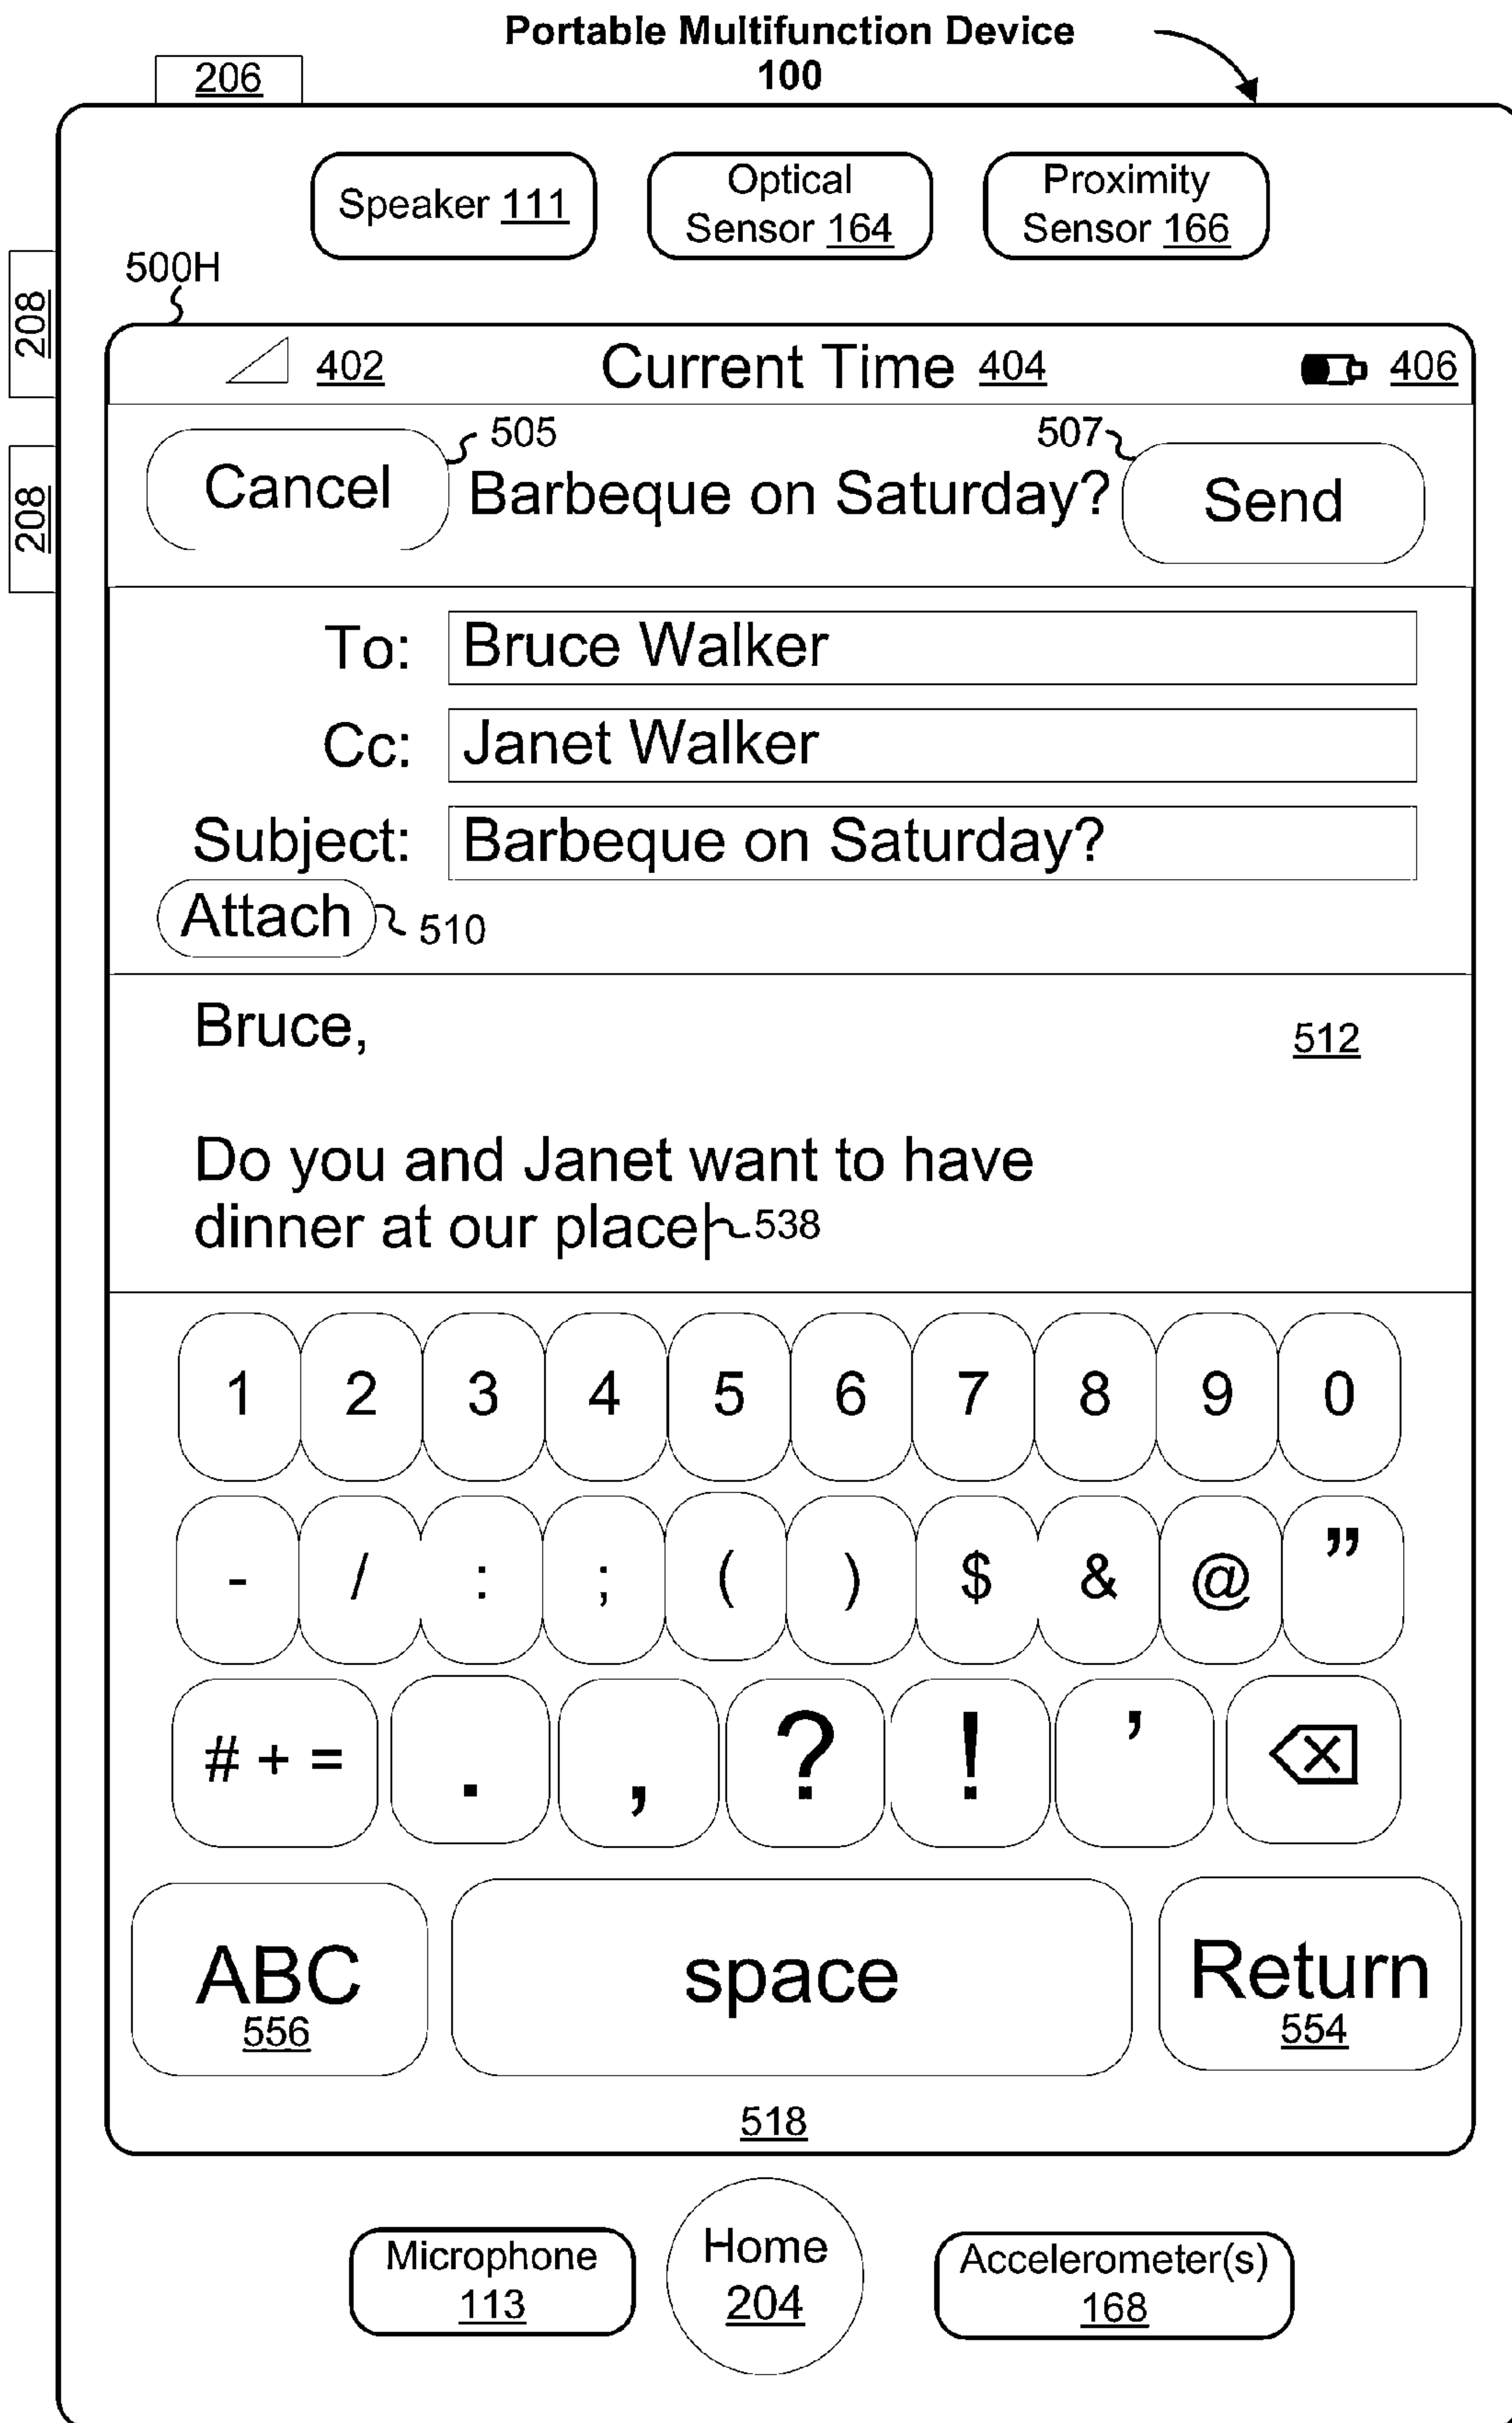 Portable Multifunction Device
100
206
Speaker 111
Optical
Sensor 164
Proximity
Sensor 166
500H
208
208
402
Current Time 404
406
505
507
Cancel
Barbeque on Saturday?
Send
To: Bruce Walker
Cc: Janet Walker
Subject: Barbeque on Saturday?
Attach
510
Bruce,
512
Do you and Janet want to have
dinner at our place
538
1 2 3 4 5 6 7 8 9 0
- / : ; ( ) $ & @ ”
# + = . , ? ! ’
ABC
556
space
Return
554
518
Microphone
113
Home
204
Accelerometer(s)
168